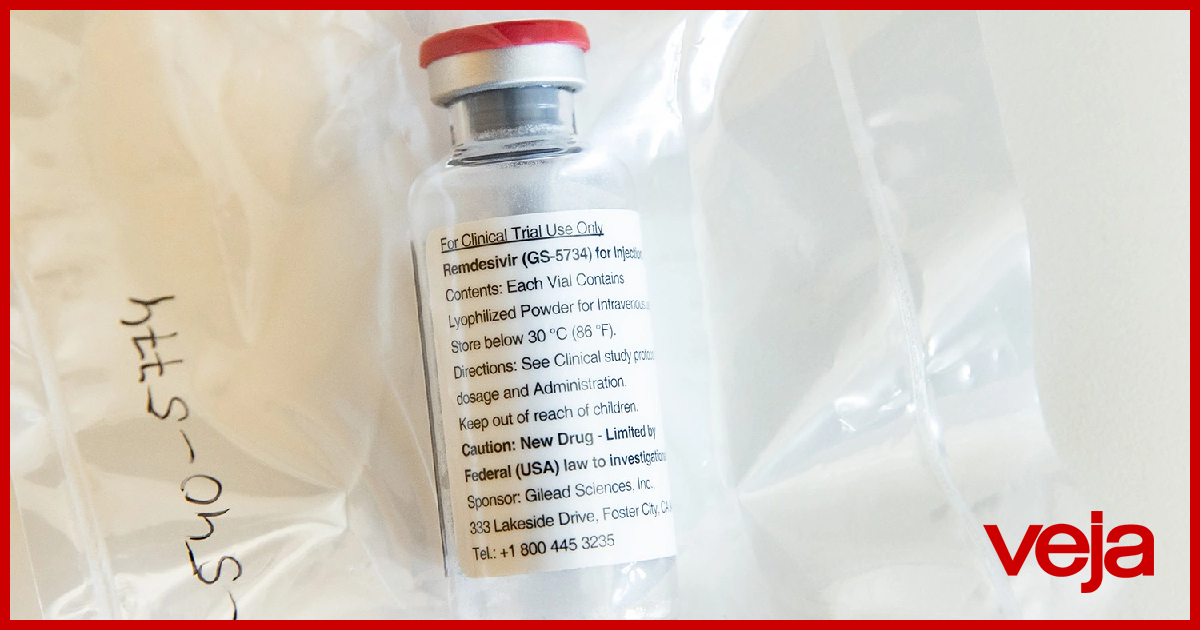 For Clinical Trial Use Only
Remdesivir (GS-5734) for Injection
Contents: Each Vial Contains
Lyophilized Powder for Intravenous
Store below 30 °C (86 °F).
Directions: See Clinical study
dosage and Administration.
Keep out of reach of children.
Caution: New Drug - Limited by
Federal (USA) law to
Sponsor: Gilead Sciences, Inc.,
333 Lakeside Drive, Foster City, CA
Tel.: +1 800 445 3235
-540-5774
veja